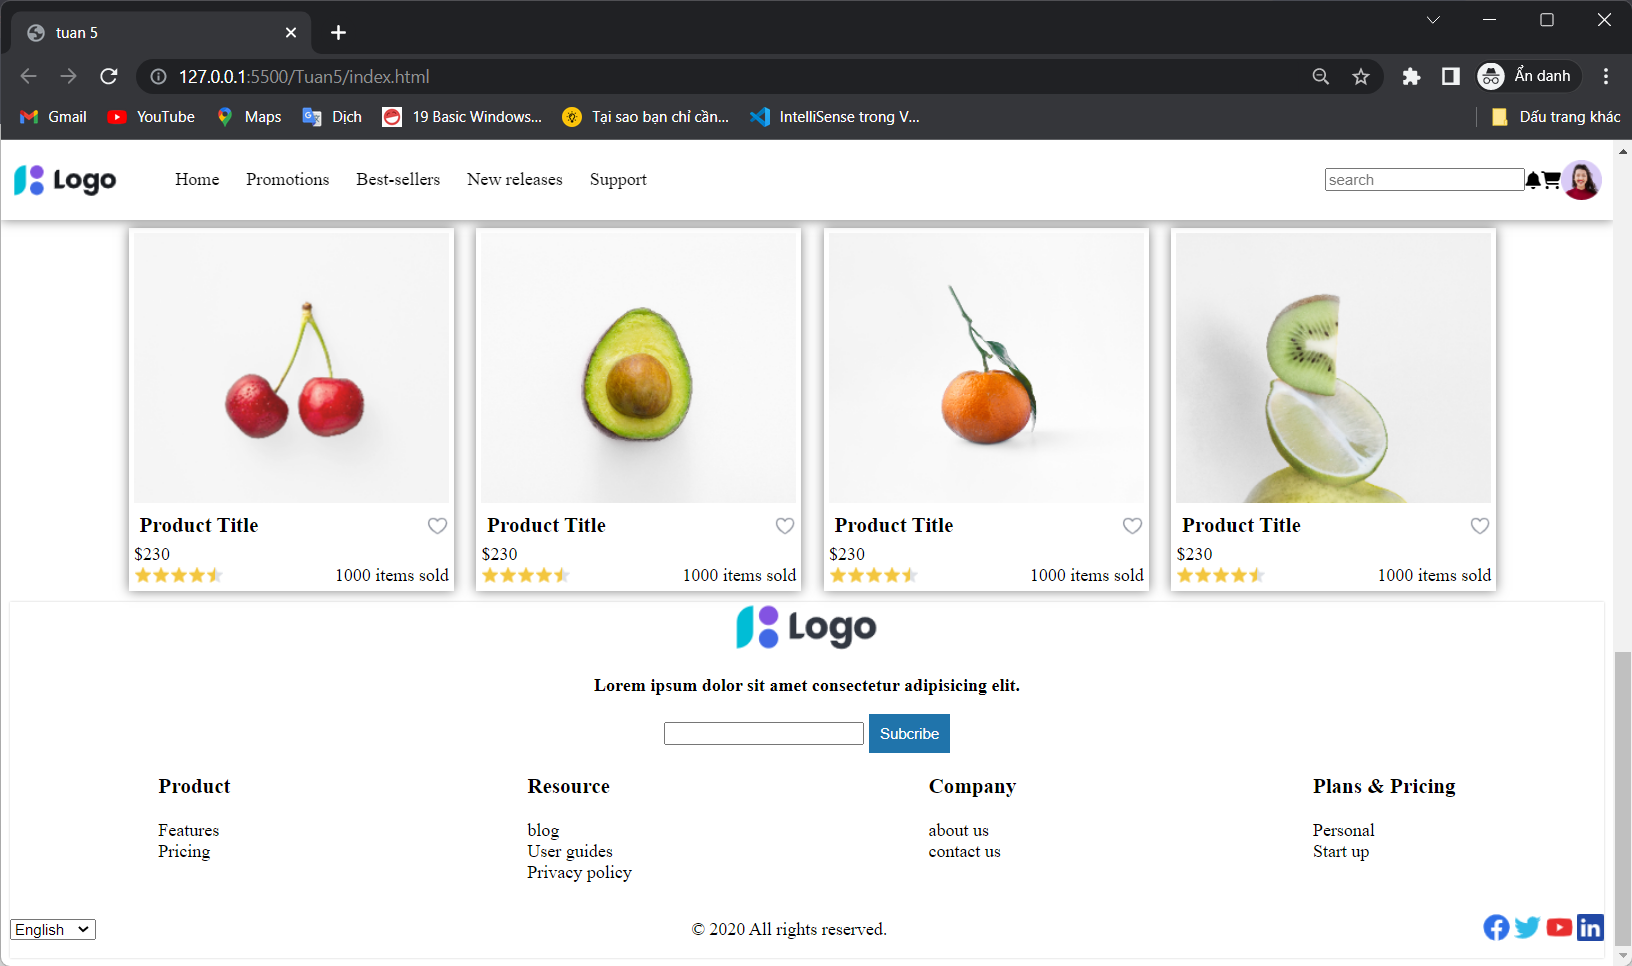 tuan 5
127.0.0.1:5500/Tuan5/index.html
Ẩn danh
Gmail YouTube Maps Dịch 19 Basic Windows... Tại sao bạn chỉ cần... IntelliSense trong V... Dấu trang khác
Logo Home Promotions Best-sellers New releases Support search
Product Title Product Title Product Title Product Title
$230 $230 $230 $230
1000 items sold 1000 items sold 1000 items sold 1000 items sold
Logo
Lorem ipsum dolor sit amet consectetur adipisicing elit.
Subcribe
Product Resource Company Plans & Pricing
Features blog about us Personal
Pricing User guides contact us Start up
Privacy policy
English © 2020 All rights reserved. in